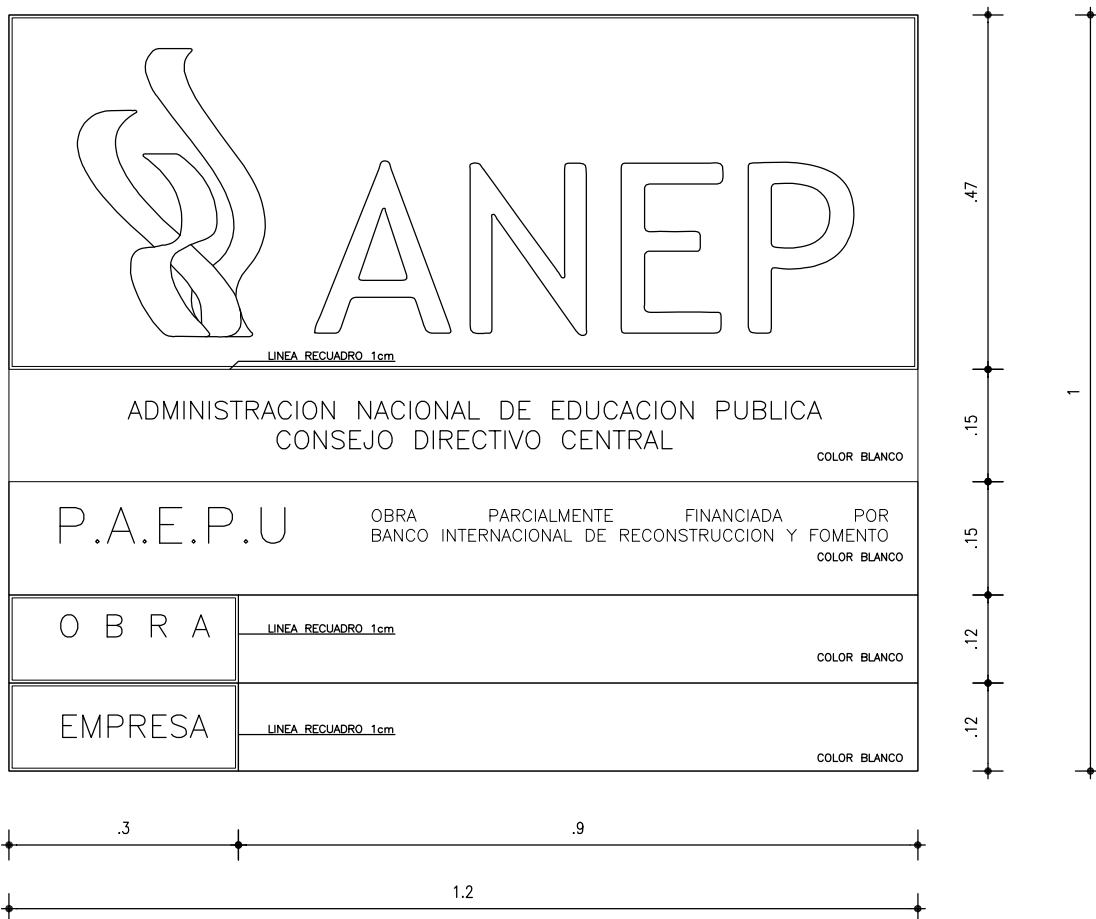 ANEP
LINEA RECUADRO 1cm
ADMINISTRACION NACIONAL DE EDUCACION PUBLICA
CONSEJO DIRECTIVO CENTRAL
COLOR BLANCO
P.A.E.P.U
OBRA PARCIALMENTE FINANCIADA POR
BANCO INTERNACIONAL DE RECONSTRUCCION Y FOMENTO
COLOR BLANCO
OBRA
LINEA RECUADRO 1cm
COLOR BLANCO
EMPRESA
LINEA RECUADRO 1cm
COLOR BLANCO
.47
.15
.15
.12
.12
1
.3
.9
1.2